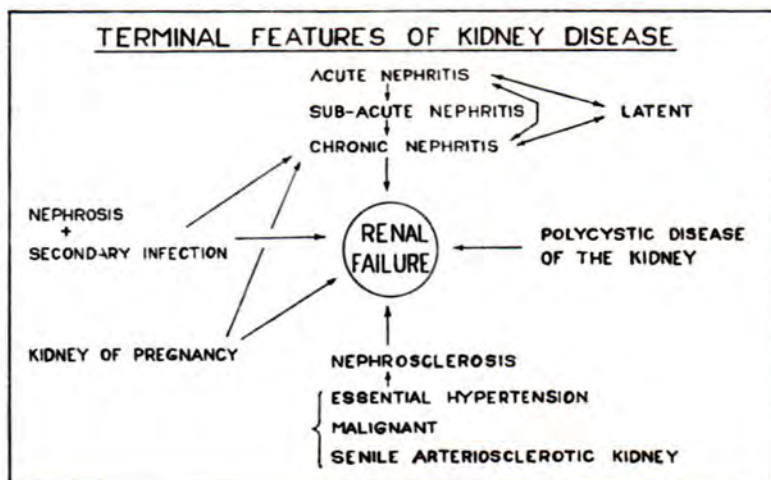 TERMINAL FEATURES OF KIDNEY DISEASE
ACUTE NEPHRITIS
SUB-ACUTE NEPHRITIS
LATENT
CHRONIC NEPHRITIS
NEPHROSIS
+
SECONDARY INFECTION
RENAL
FAILURE
POLYCYSTIC DISEASE
OF THE KIDNEY
KIDNEY OF PREGNANCY
NEPHROSCLEROSIS
ESSENTIAL HYPERTENSION
MALIGNANT
SENILE ARTERIOSCLEROTIC KIDNEY